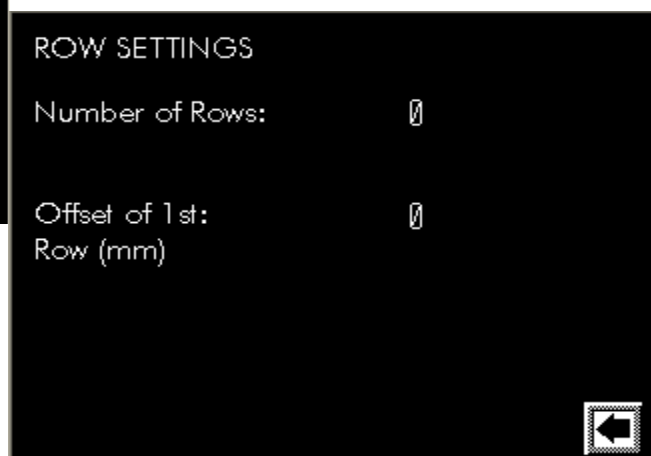 ROW SETTINGS
Number of Rows: 0
Offset of 1st: 0
Row (mm)